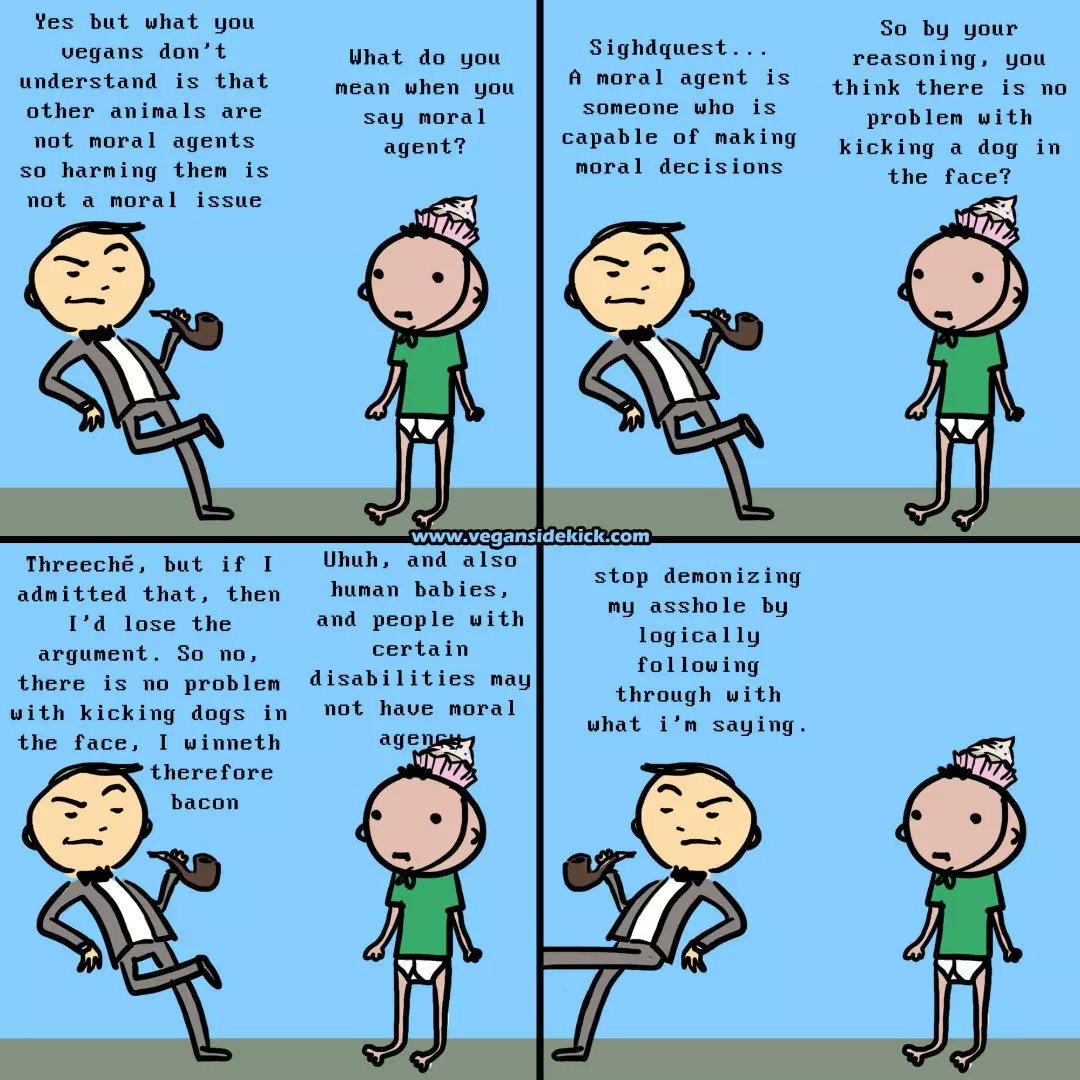 Yes but what you
vegans don't
understand is that
other animals are
not moral agents
so harming them is
not a moral issue
What do you
mean when you
say moral
agent?
Sighdquest...
A moral agent is
someone who is
capable of making
moral decisions
So by your
reasoning, you
think there is no
problem with
kicking a dog in
the face?
www.vegansidekick.com
Threeché, but if I
admitted that, then
I'd lose the
argument. So no,
there is no problem
with kicking dogs in
the face, I winneth
therefore
bacon
Uhuh, and also
human babies,
and people with
certain
disabilities may
not have moral
agency
stop demonizing
my asshole by
logically
following
through with
what i'm saying.